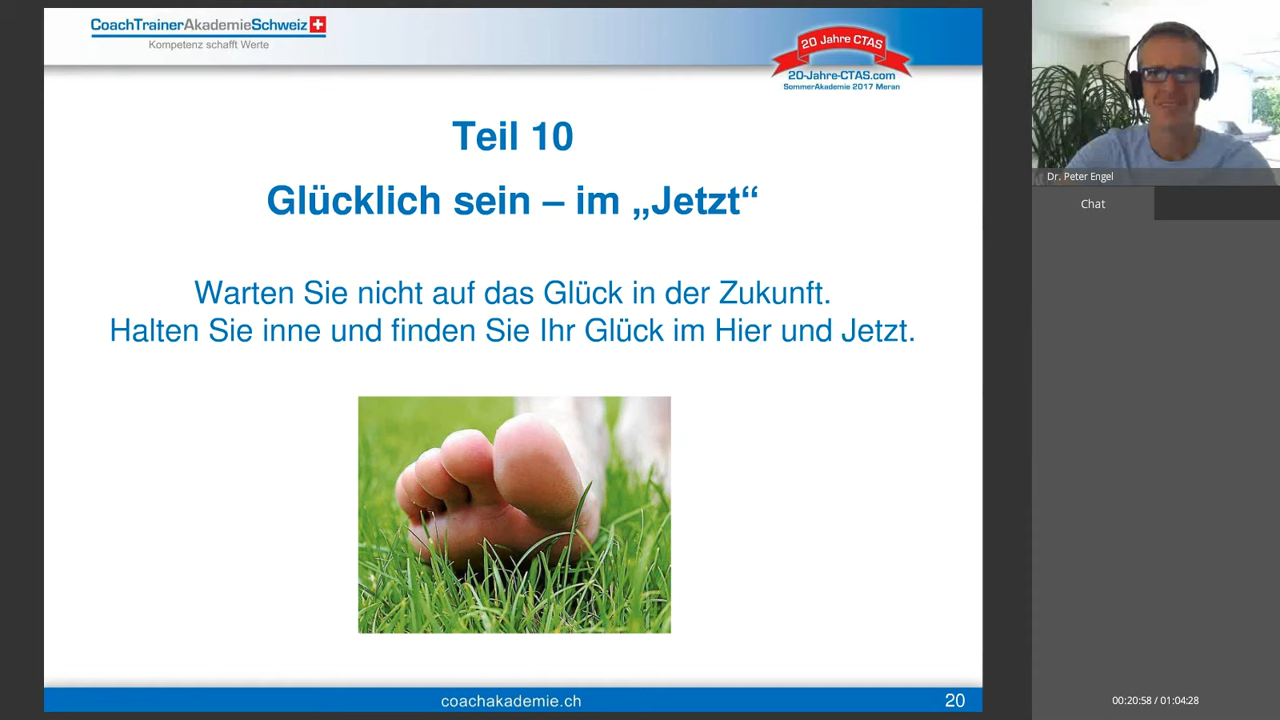 CoachTrainerAkademieSchweiz
Kompetenz schafft Werte
20 Jahre CTAS
20-Jahre-CTAS.com
SommerAkademie 2017 Meran
Teil 10
Glücklich sein – im „Jetzt“
Warten Sie nicht auf das Glück in der Zukunft.
Halten Sie inne und finden Sie Ihr Glück im Hier und Jetzt.
coachakademie.ch
20
Dr. Peter Engel
Chat
00:20:58 / 01:04:28